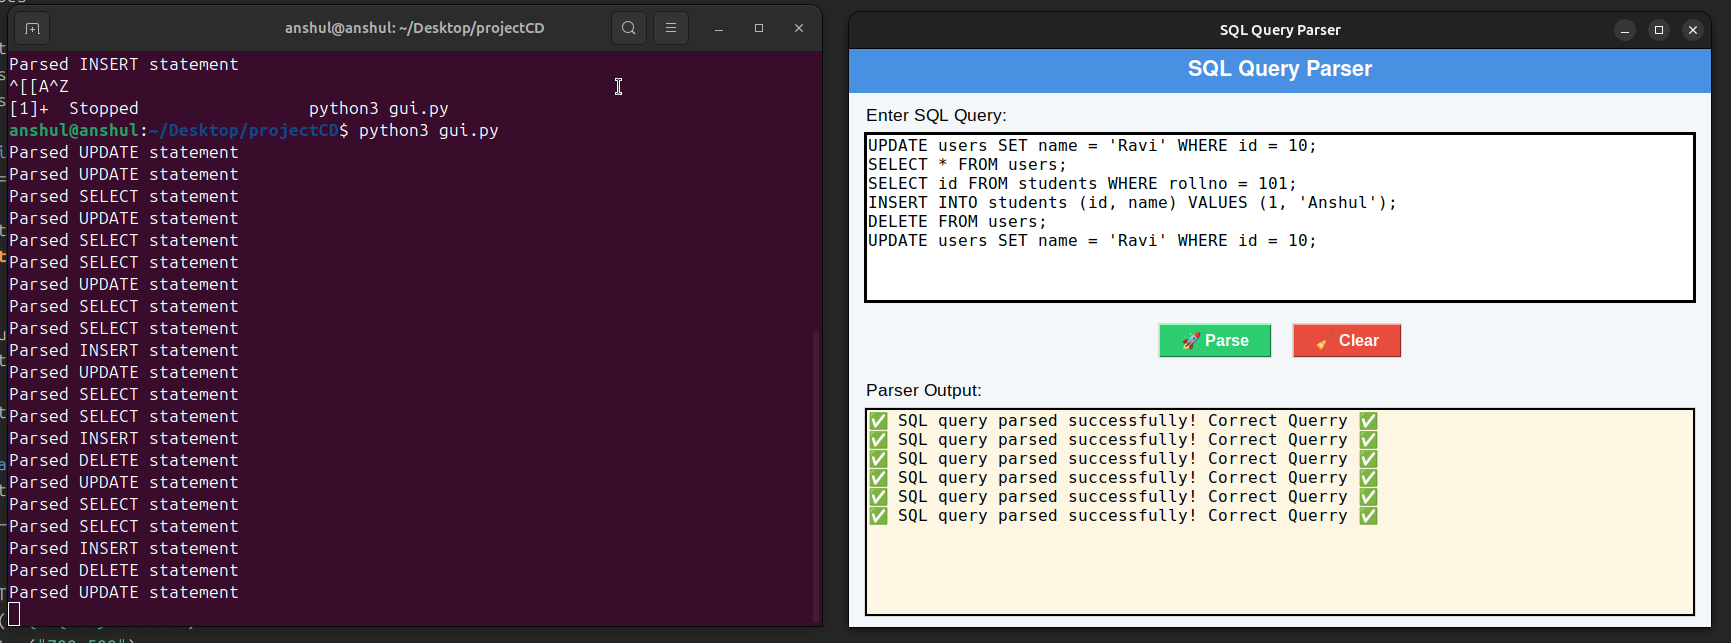 anshul@anshul: ~/Desktop/projectCD
Parsed INSERT statement
^[[A^Z
[1]+  Stopped                 python3 gui.py
anshul@anshul:~/Desktop/projectCD$ python3 gui.py
Parsed UPDATE statement
Parsed UPDATE statement
Parsed SELECT statement
Parsed UPDATE statement
Parsed SELECT statement
Parsed SELECT statement
Parsed UPDATE statement
Parsed SELECT statement
Parsed SELECT statement
Parsed INSERT statement
Parsed UPDATE statement
Parsed SELECT statement
Parsed SELECT statement
Parsed INSERT statement
Parsed DELETE statement
Parsed UPDATE statement
Parsed SELECT statement
Parsed SELECT statement
Parsed INSERT statement
Parsed DELETE statement
Parsed UPDATE statement
SQL Query Parser
SQL Query Parser
Enter SQL Query:
UPDATE users SET name = 'Ravi' WHERE id = 10;
SELECT * FROM users;
SELECT id FROM students WHERE rollno = 101;
INSERT INTO students (id, name) VALUES (1, 'Anshul');
DELETE FROM users;
UPDATE users SET name = 'Ravi' WHERE id = 10;
🚀 Parse
🧹 Clear
Parser Output:
✅ SQL query parsed successfully! Correct Querry ✅
✅ SQL query parsed successfully! Correct Querry ✅
✅ SQL query parsed successfully! Correct Querry ✅
✅ SQL query parsed successfully! Correct Querry ✅
✅ SQL query parsed successfully! Correct Querry ✅
✅ SQL query parsed successfully! Correct Querry ✅